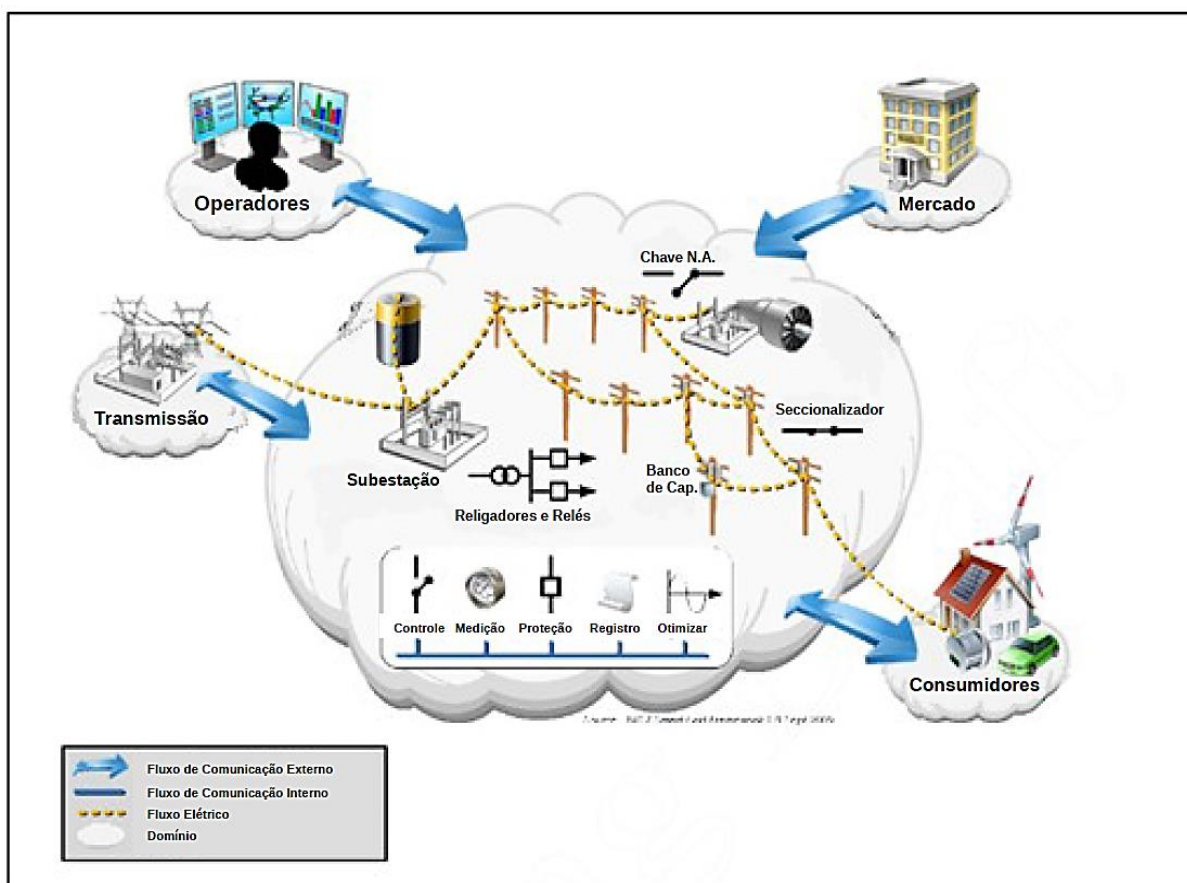 Operadores
Mercado
Chave N.A.
Transmissão
Seccionalizador
Subestação
Banco
de Cap.
Religadores e Relés
Controle
Medição
Proteção
Registro
Otimizar
Consumidores
Fluxo de Comunicação Externo
Fluxo de Comunicação Interno
Fluxo Elétrico
Domínio